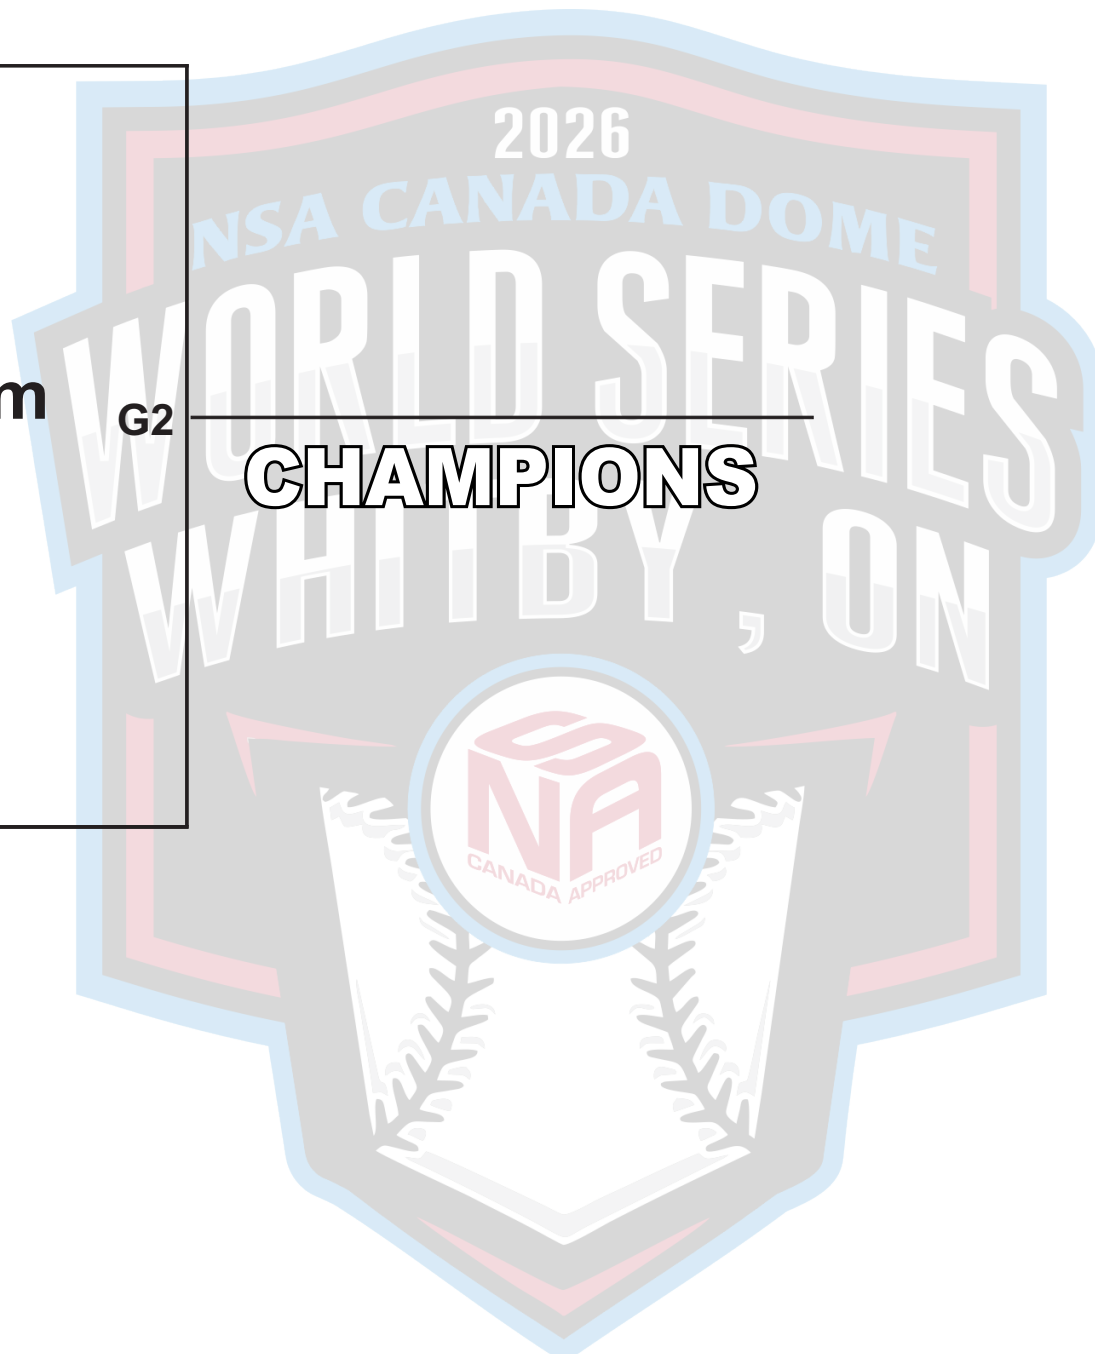 2026
NSA CANADA DOME
WORLD SERIES
m
G2
CHAMPIONS
WHITBY, ON
NSA
CANADA APPROVED